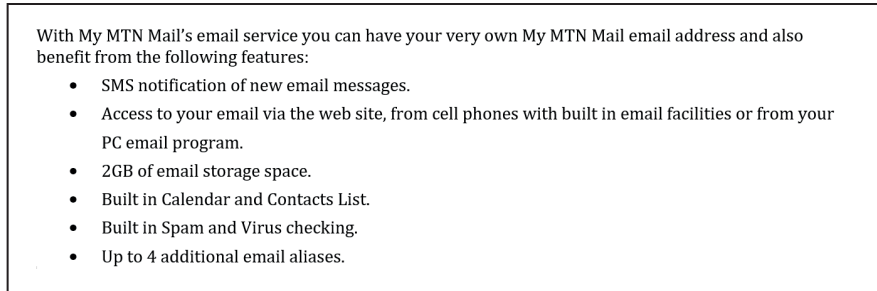 With My MTN Mail’s email service you can have your very own My MTN Mail email address and also
benefit from the following features:
• SMS notification of new email messages.
• Access to your email via the web site, from cell phones with built in email facilities or from your
PC email program.
• 2GB of email storage space.
• Built in Calendar and Contacts List.
• Built in Spam and Virus checking.
• Up to 4 additional email aliases.